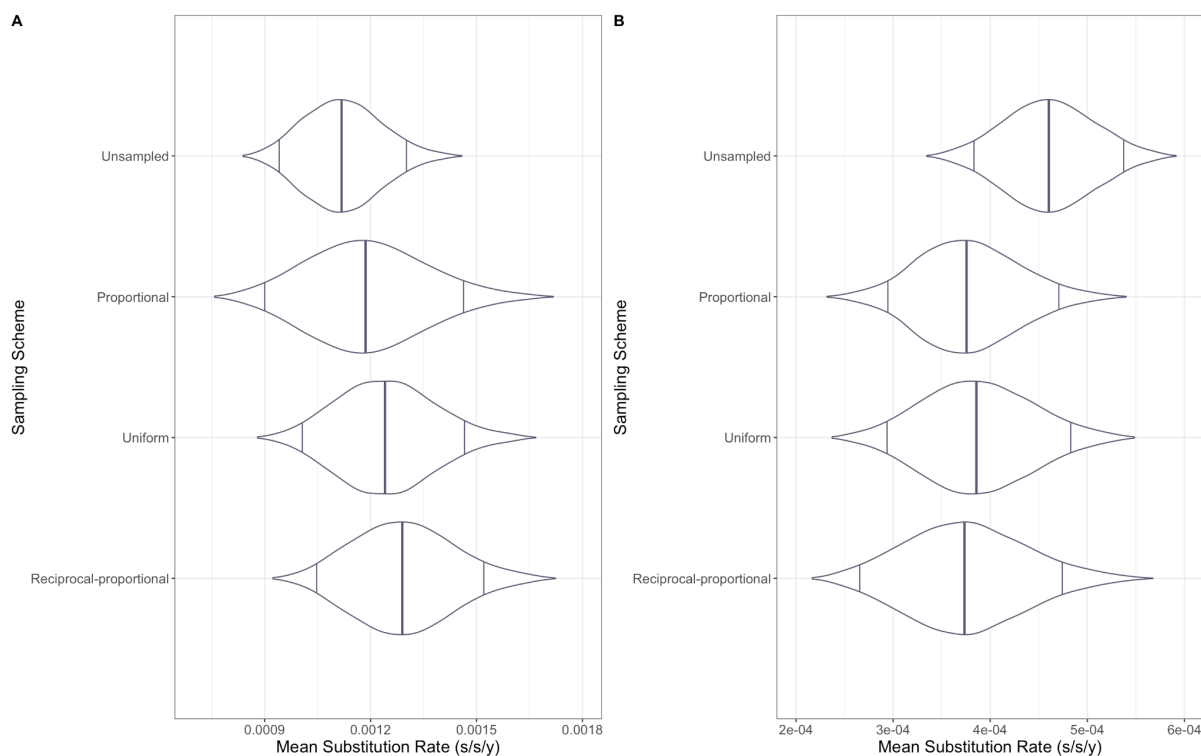 A
Sampling Scheme
Unsampled
Proportional
Uniform
Reciprocal-proportional
0.0009 0.0012 0.0015 0.0018
Mean Substitution Rate (s/s/y)
B
Sampling Scheme
Unsampled
Proportional
Uniform
Reciprocal-proportional
2e-04 3e-04 4e-04 5e-04 6e-04
Mean Substitution Rate (s/s/y)